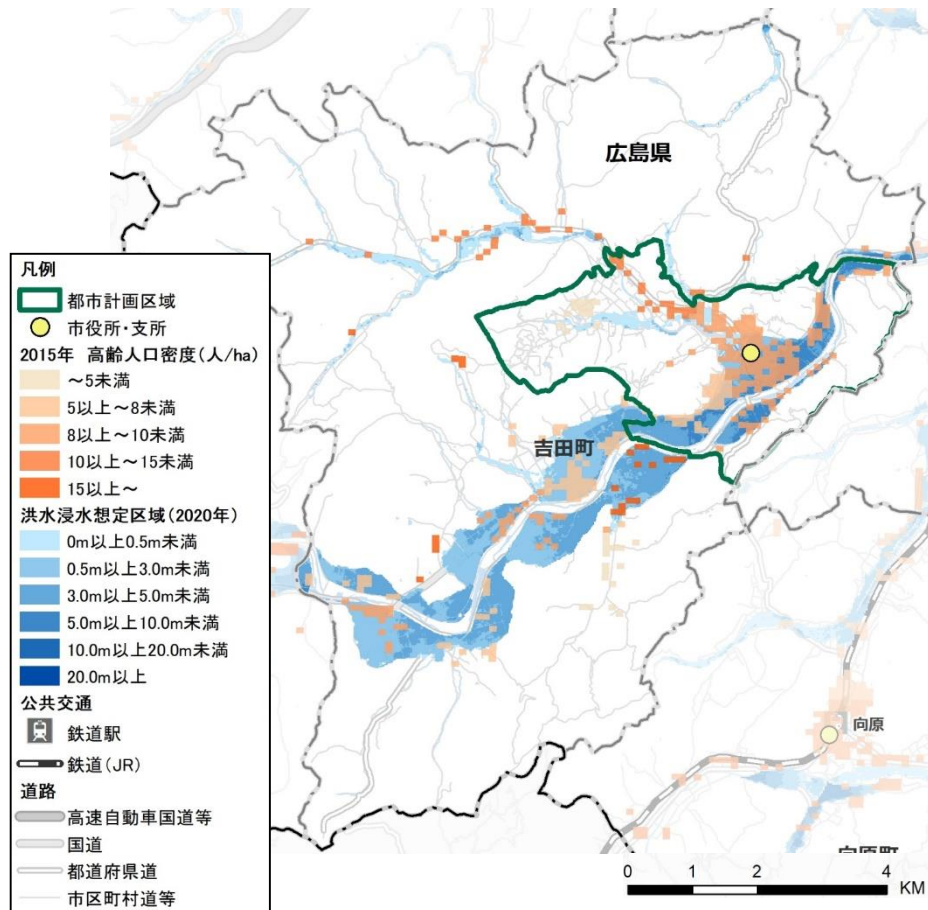 広島県
吉田町
向原
向原町
凡例
都市計画区域
市役所・支所
2015年 高齢人口密度(人/ha)
~5未満
5以上~8未満
8以上~10未満
10以上~15未満
15以上~
洪水浸水想定区域(2020年)
0m以上0.5m未満
0.5m以上3.0m未満
3.0m以上5.0m未満
5.0m以上10.0m未満
10.0m以上20.0m未満
20.0m以上
公共交通
鉄道駅
鉄道(JR)
道路
高速自動車国道等
国道
都道府県道
市区町村道等
0 1 2 4
KM